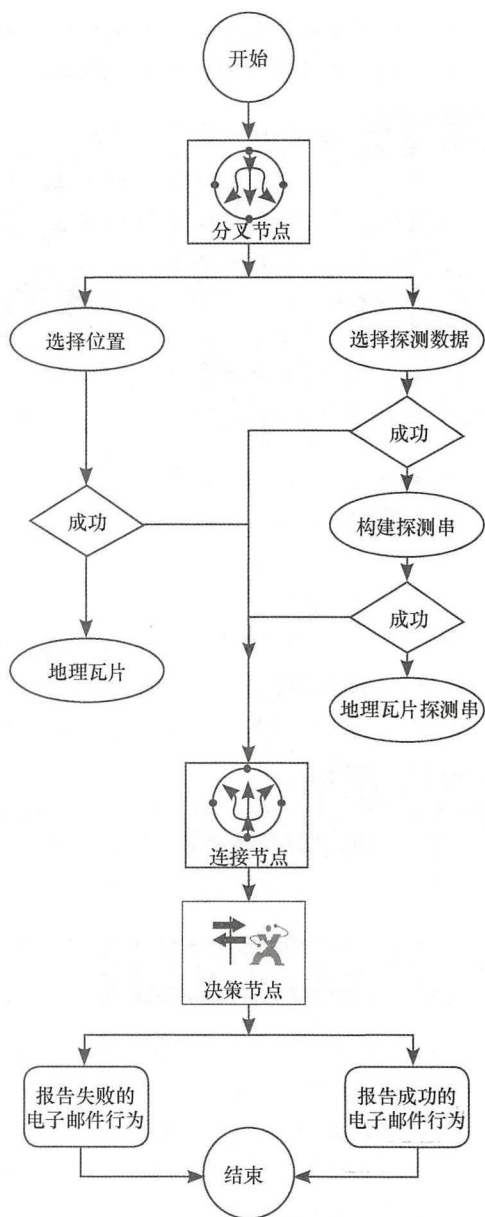 开始
分叉节点
选择位置
选择探测数据
成功
成功
构建探测串
成功
地理瓦片
地理瓦片探测串
连接节点
决策节点
报告失败的
电子邮件行为
报告成功的
电子邮件行为
结束